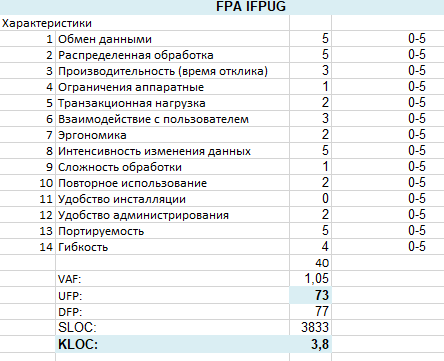 FPA IFPUG
Характеристики
1 Обмен данными 5 0-5
2 Распределенная обработка 5 0-5
3 Производительность (время отклика) 3 0-5
4 Ограничения аппаратные 1 0-5
5 Транзакционная нагрузка 2 0-5
6 Взаимодействие с пользователем 3 0-5
7 Эргономика 2 0-5
8 Интенсивность изменения данных 5 0-5
9 Сложность обработки 1 0-5
10 Повторное использование 2 0-5
11 Удобство инсталляции 0 0-5
12 Удобство администрирования 2 0-5
13 Портируемость 5 0-5
14 Гибкость 4 0-5
40
VAF: 1,05
UFP: 73
DFP: 77
SLOC: 3833
KLOC: 3,8